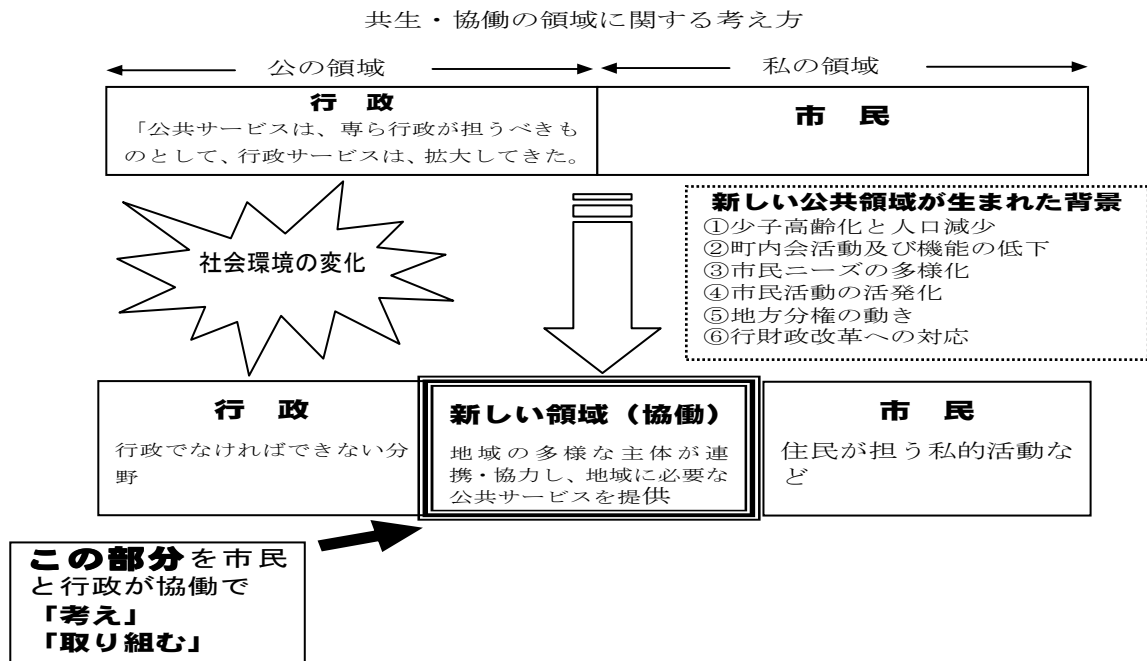 共生・協働の領域に関する考え方
公の領域
私の領域
行 政
「公共サービスは、専ら行政が担うべきも
のとして、行政サービスは、拡大してきた。
市 民
社会環境の変化
新しい公共領域が生まれた背景
①少子高齢化と人口減少
②町内会活動及び機能の低下
③市民ニーズの多様化
④市民活動の活発化
⑤地方分権の動き
⑥行財政改革への対応
行 政
行政でなければできない分
野
新しい領域（協働）
地域の多様な主体が連
携・協力し、地域に必要な
公共サービスを提供
市 民
住民が担う私的活動な
ど
この部分を市民
と行政が協働で
「考え」
「取り組む」